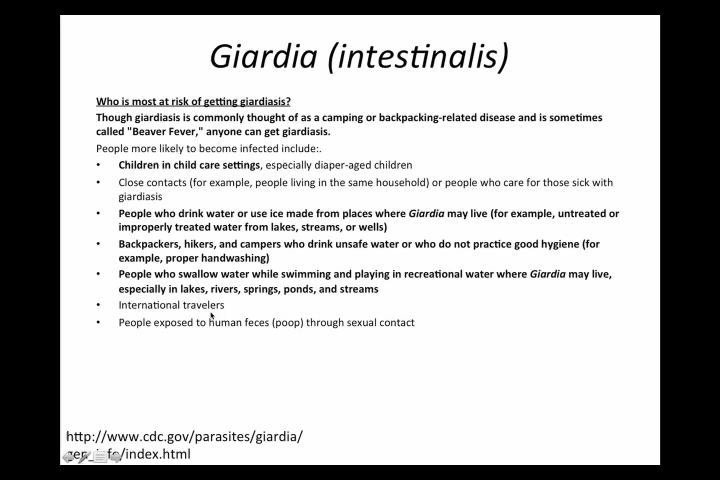 Giardia (intestinalis)
Who is most at risk of getting giardiasis?
Though giardiasis is commonly thought of as a camping or backpacking-related disease and is sometimes
called "Beaver Fever," anyone can get giardiasis.
People more likely to become infected include:.
• Children in child care settings, especially diaper-aged children
• Close contacts (for example, people living in the same household) or people who care for those sick with
giardiasis
• People who drink water or use ice made from places where Giardia may live (for example, untreated or
improperly treated water from lakes, streams, or wells)
• Backpackers, hikers, and campers who drink unsafe water or who do not practice good hygiene (for
example, proper handwashing)
• People who swallow water while swimming and playing in recreational water where Giardia may live,
especially in lakes, rivers, springs, ponds, and streams
• International travelers
• People exposed to human feces (poop) through sexual contact
http://www.cdc.gov/parasites/giardia/
/index.html